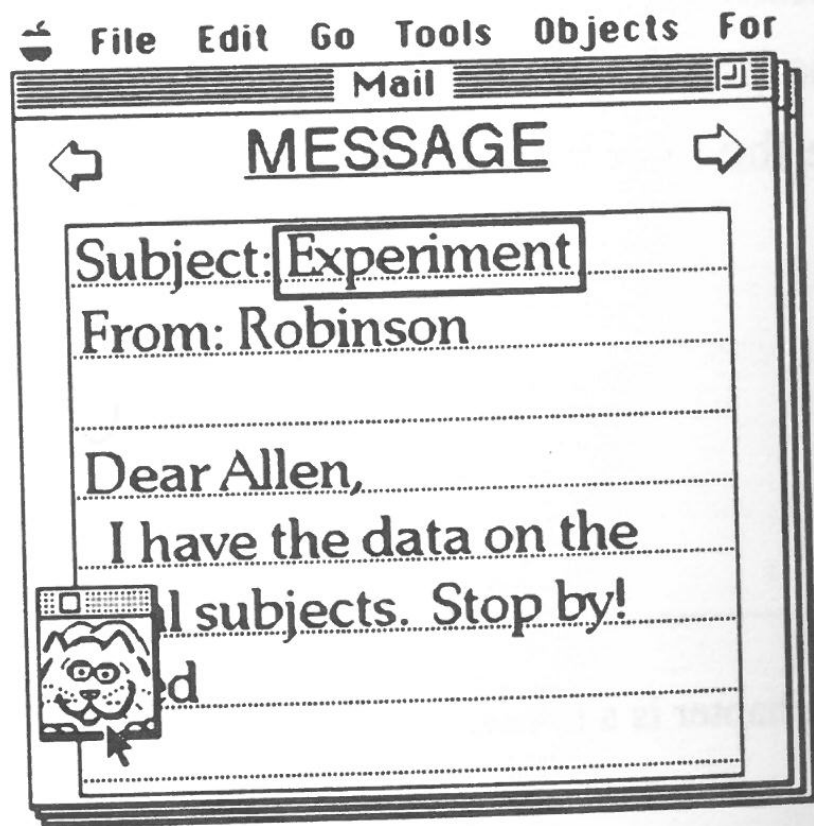 File Edit Go Tools Objects For
Mail
MESSAGE
Subject: Experiment
From: Robinson
Dear Allen,
I have the data on the
subjects. Stop by!